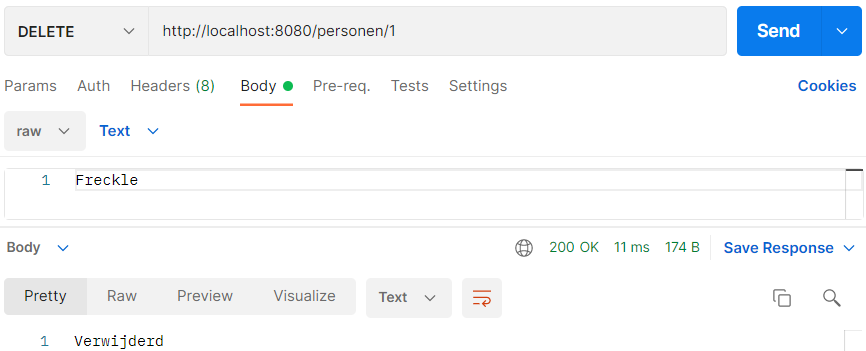 DELETE http://localhost:8080/personen/1 Send
Params Auth Headers (8) Body Pre-req. Tests Settings Cookies
raw Text
1 Freckle
Body 200 OK 11 ms 174 B Save Response
Pretty Raw Preview Visualize Text
1 Verwijderd